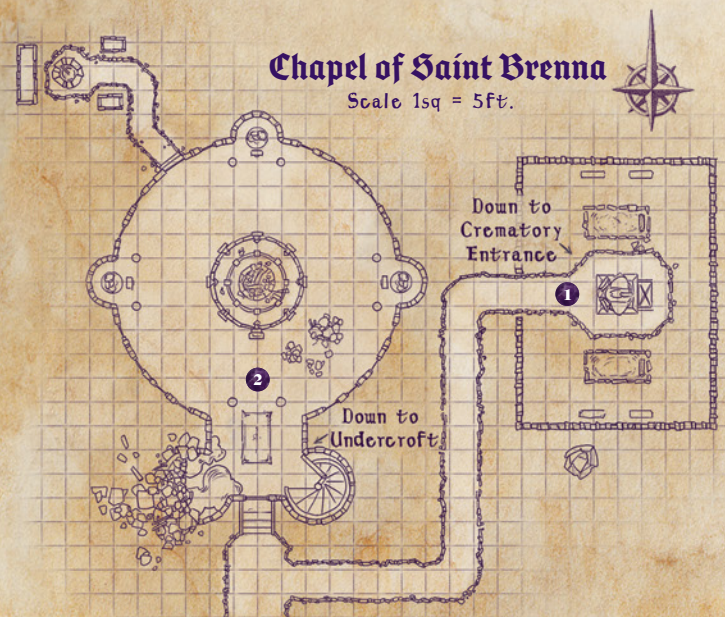 Chapel of Saint Brenna
Scale 1sq = 5ft.
Down to
Crematory
Entrance
1
2
Down to
Undercroft